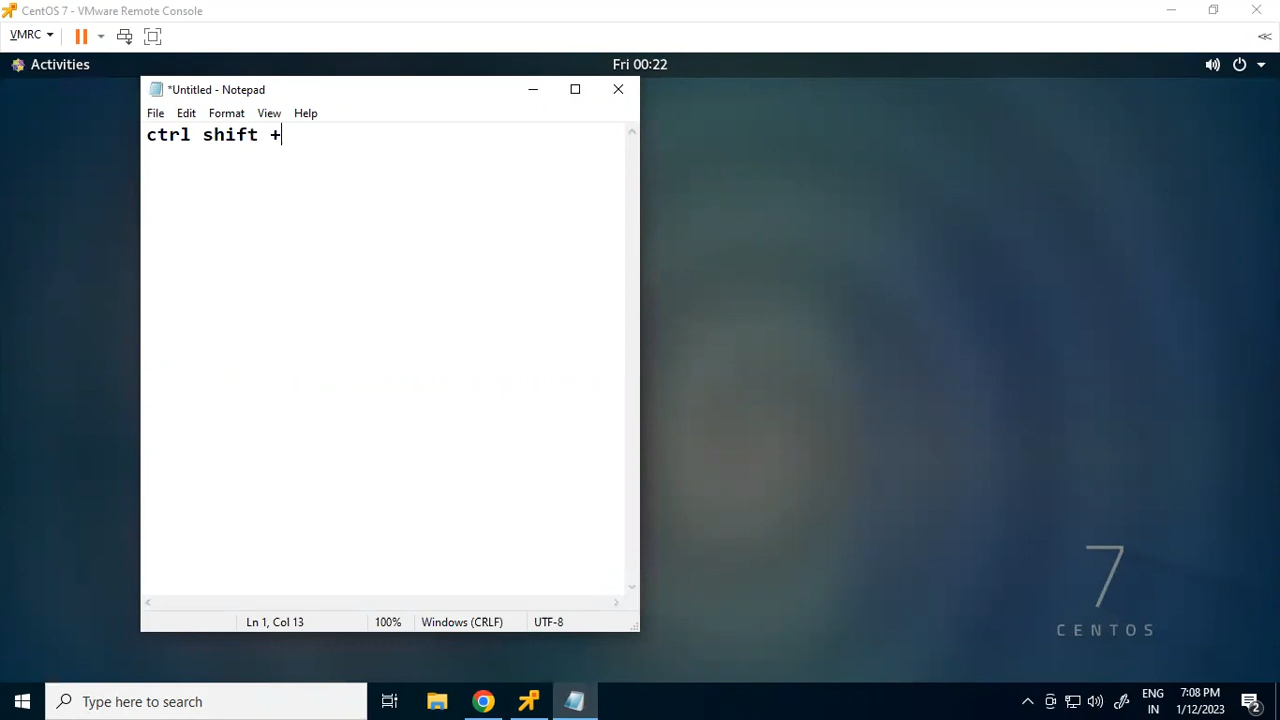 CentOS 7 - VMware Remote Console
VMRC
Activities
Fri 00:22
*Untitled - Notepad
File Edit Format View Help
ctrl shift +
Ln 1, Col 13
100%
Windows (CRLF)
UTF-8
7
CENTOS
Type here to search
ENG
IN
7:08 PM
1/12/2023
2